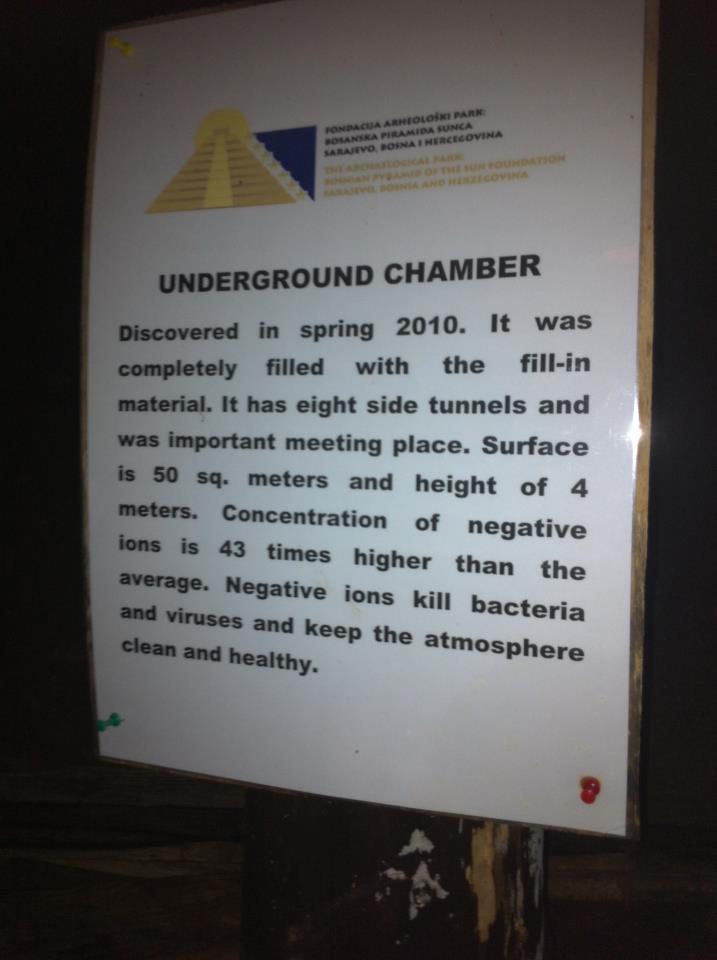 FONDACIJA ARHEOLOŠKI PARK:
BOSANSKA PIRAMIDA SUNCA
SARAJEVO, BOSNA I HERCEGOVINA
THE ARCHAELOGICAL PARK:
BOSNIAN PYRAMID OF THE SUN FOUNDATION
SARAJEVO, BOSNIA AND HERZEGOVINA
UNDERGROUND CHAMBER
Discovered in spring 2010. It was
completely filled with the fill-in
material. It has eight side tunnels and
was important meeting place. Surface
is 50 sq. meters and height of 4
meters. Concentration of negative
ions is 43 times higher than the
average. Negative ions kill bacteria
and viruses and keep the atmosphere
clean and healthy.